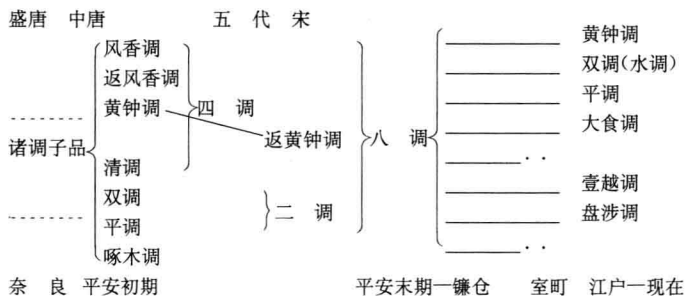 盛唐 中唐 五代宋
风香调 黄钟调
返风香调 双调(水调)
黄钟调 四调 平调
返黄钟调 八调 大食调
诸调子品
清调
双调 壹越调
平调 二调 盘涉调
啄木调
奈良 平安初期 平安末期—镰仓 室町 江户—现在